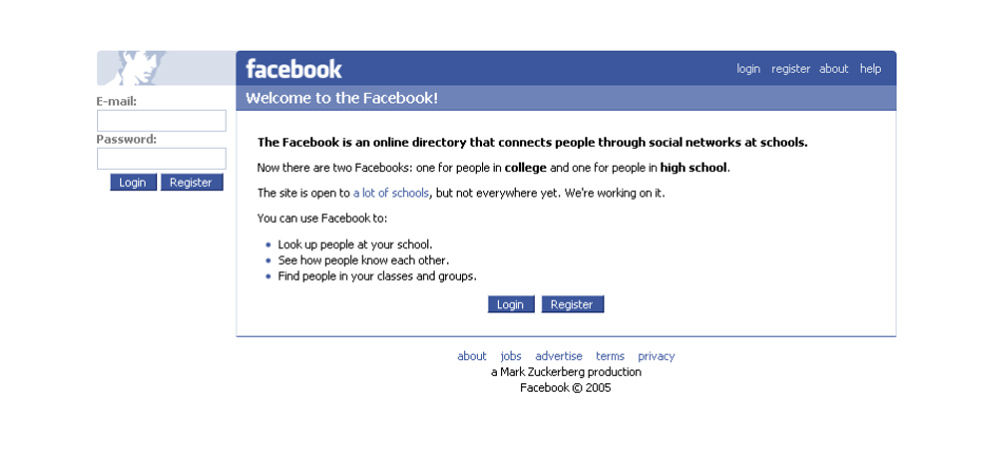 facebook
login register about help
E-mail:
Password:
Login Register
Welcome to the Facebook!
The Facebook is an online directory that connects people through social networks at schools.
Now there are two Facebooks: one for people in college and one for people in high school.
The site is open to a lot of schools, but not everywhere yet. We're working on it.
You can use Facebook to:
• Look up people at your school.
• See how people know each other.
• Find people in your classes and groups.
Login Register
about jobs advertise terms privacy
a Mark Zuckerberg production
Facebook © 2005